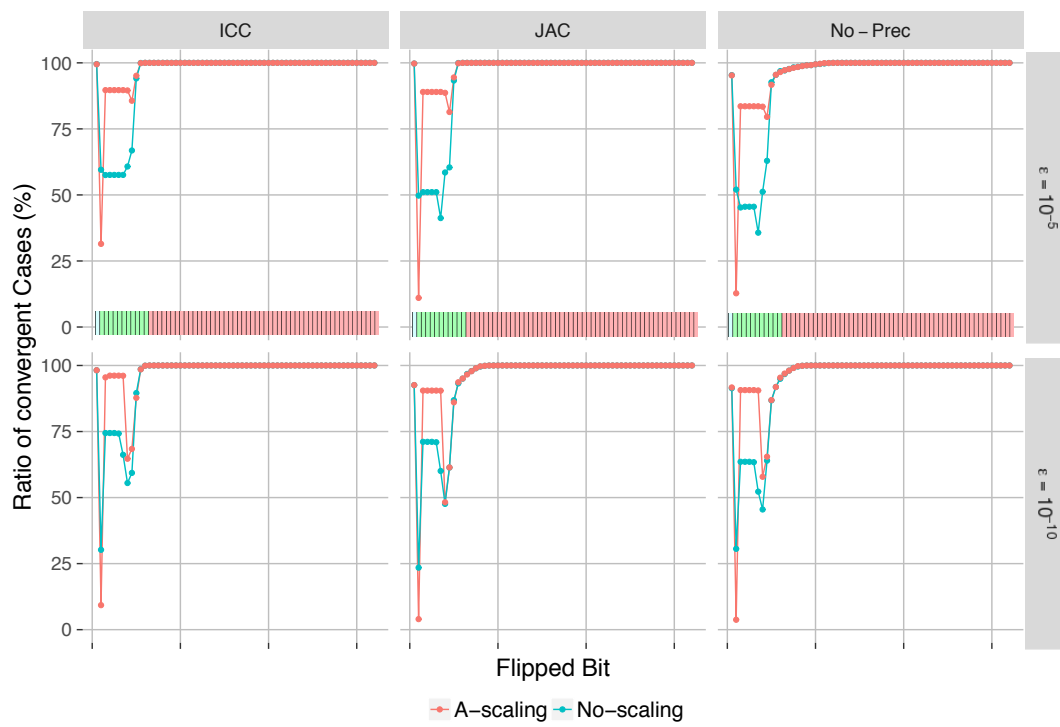 ICC JAC No − Prec
Ratio of convergent Cases (%)
100
75
50
25
0
ε = 10⁻⁵
100
75
50
25
0
ε = 10⁻¹⁰
Flipped Bit
A−scaling No−scaling